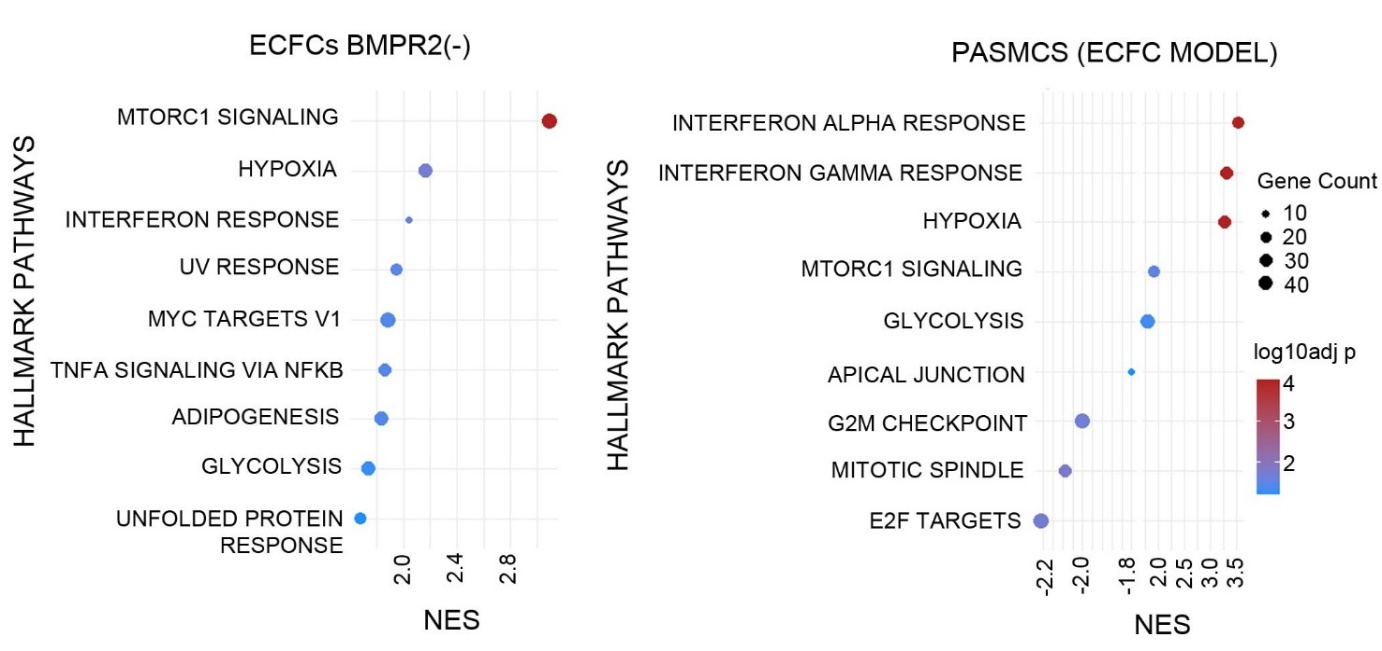 ECFCs BMPR2(-)
HALLMARK PATHWAYS
MTORC1 SIGNALING
HYPOXIA
INTERFERON RESPONSE
UV RESPONSE
MYC TARGETS V1
TNFA SIGNALING VIA NFKB
ADIPOGENESIS
GLYCOLYSIS
UNFOLDED PROTEIN
RESPONSE
2.0 2.4 2.8
NES
PASMCS (ECFC MODEL)
HALLMARK PATHWAYS
INTERFERON ALPHA RESPONSE
INTERFERON GAMMA RESPONSE
HYPOXIA
MTORC1 SIGNALING
GLYCOLYSIS
APICAL JUNCTION
G2M CHECKPOINT
MITOTIC SPINDLE
E2F TARGETS
-2.2 -2.0 -1.8 2.0 2.5 3.0 3.5
NES
Gene Count
10
20
30
40
log10adj p
4
3
2